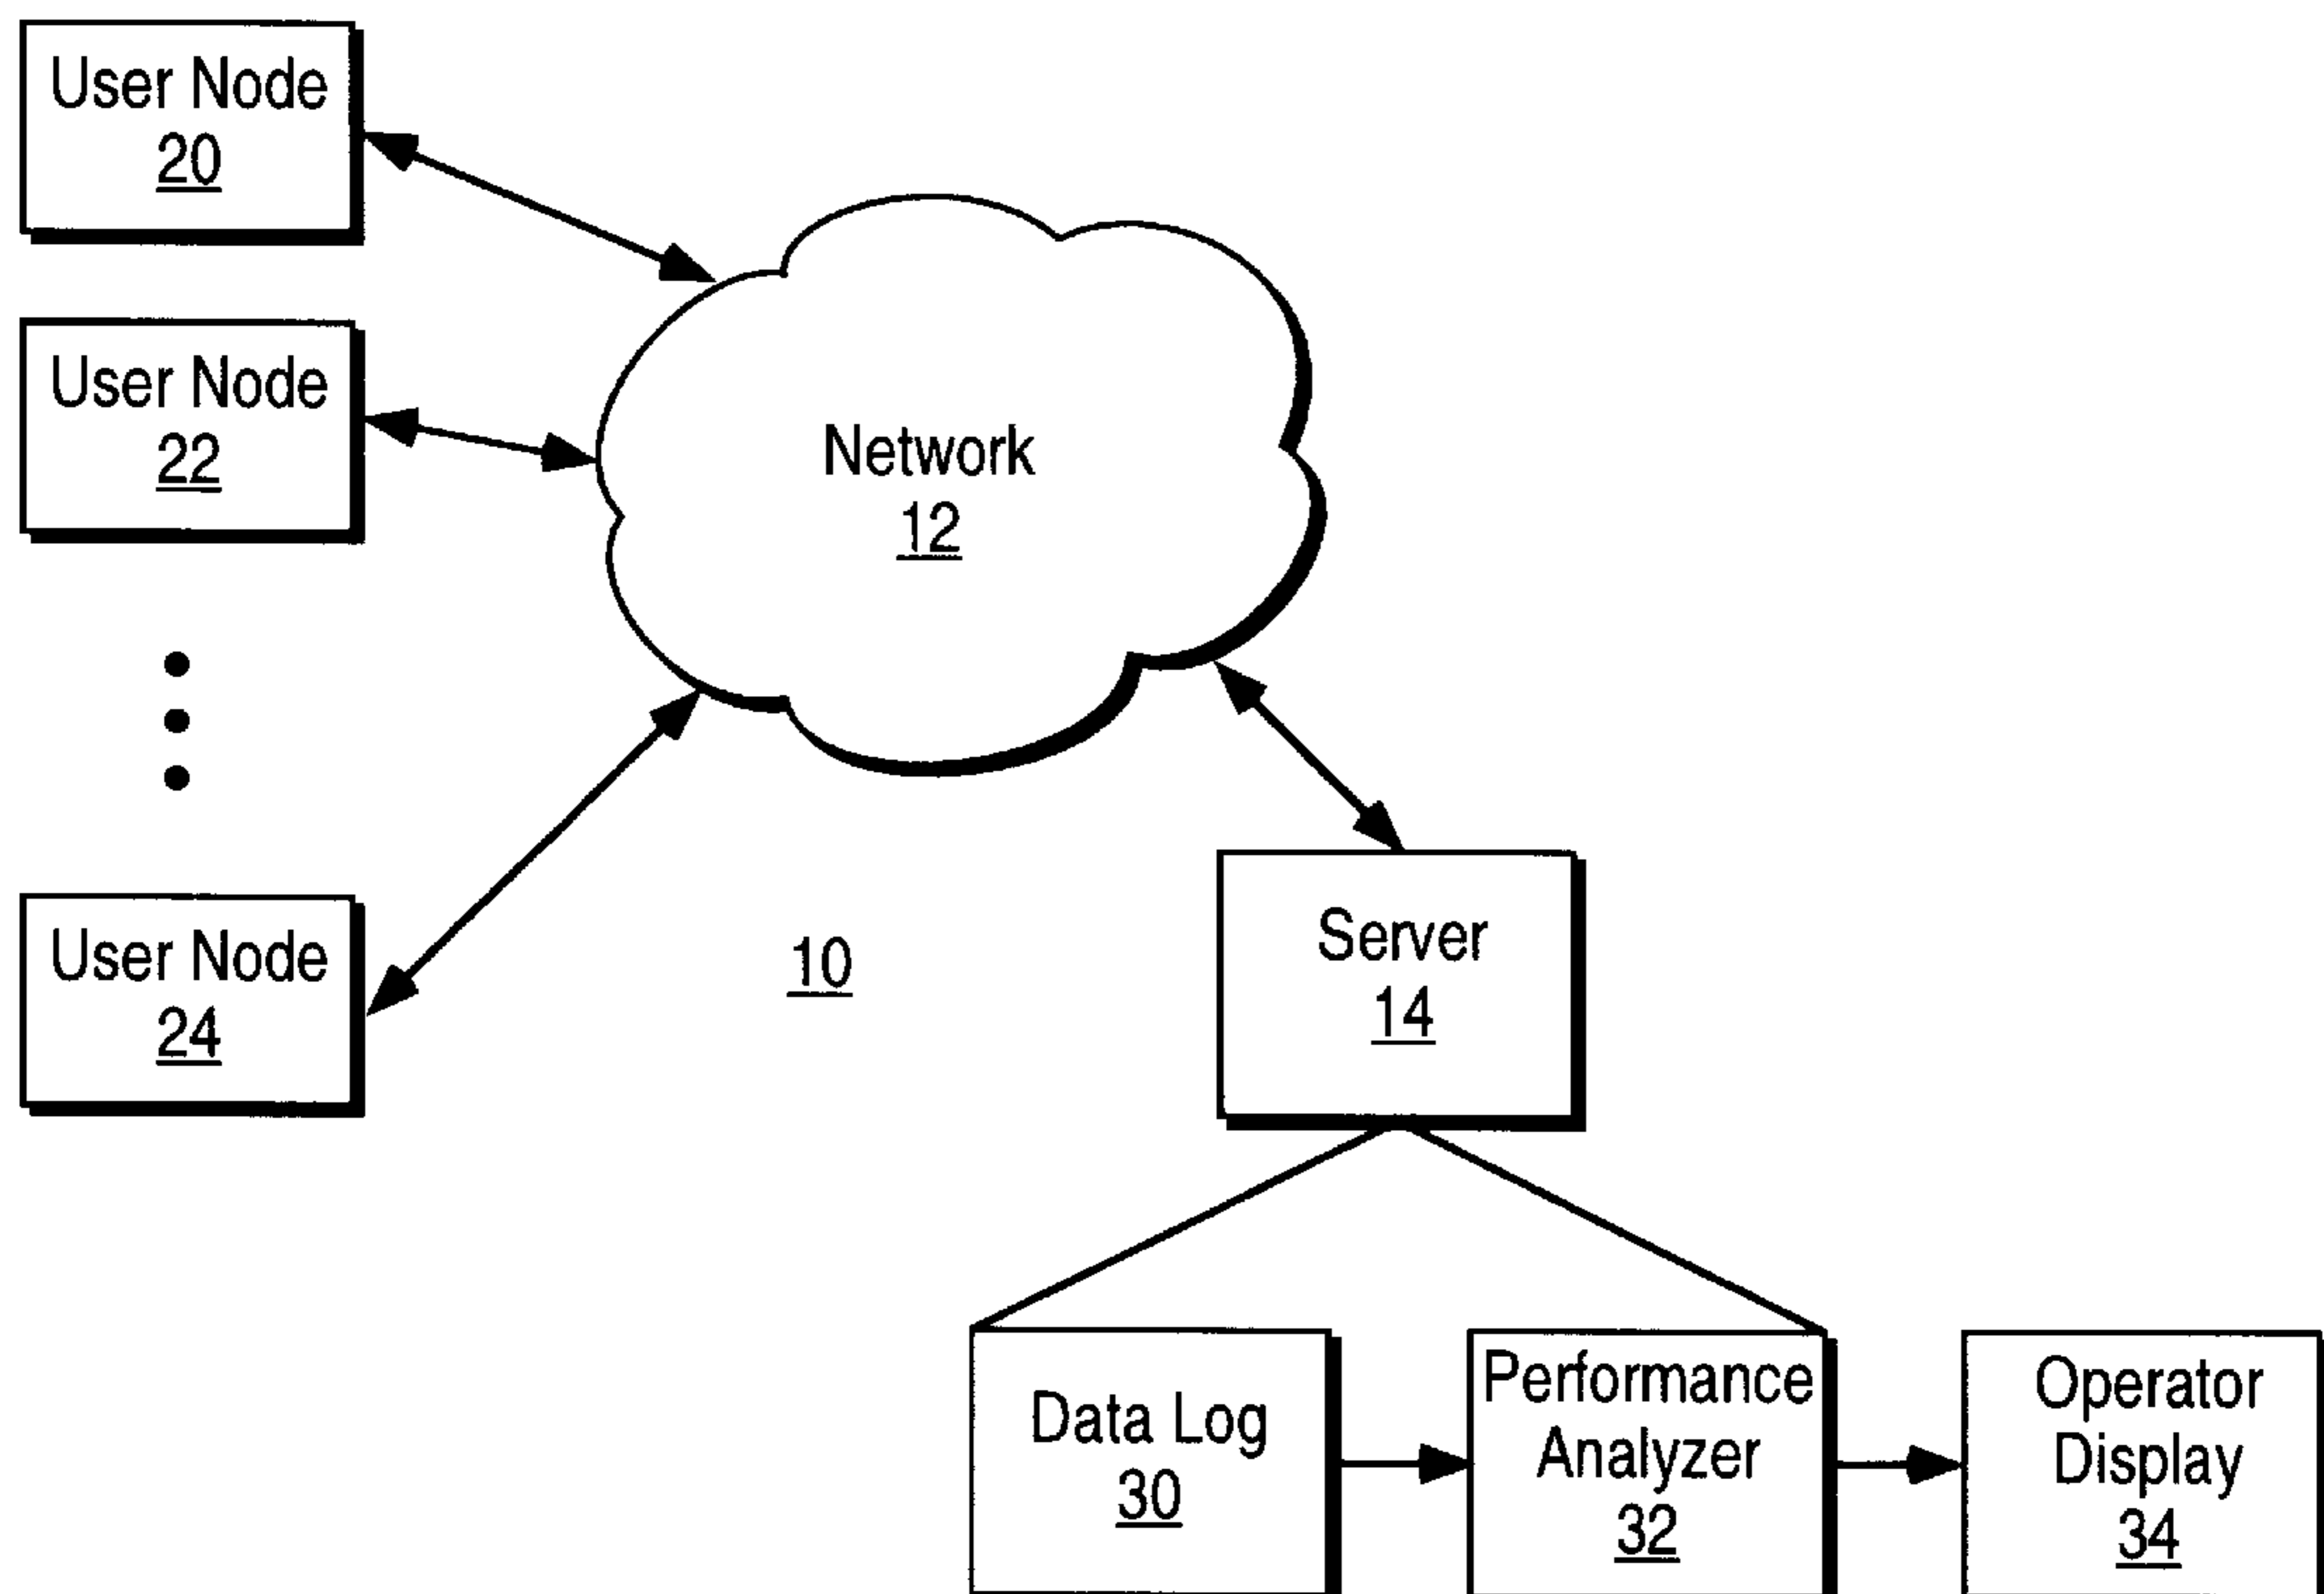 User Node
20
User Node
22
Network
12
User Node
24
10
Server
14
Data Log
30
Performance
Analyzer
32
Operator
Display
34